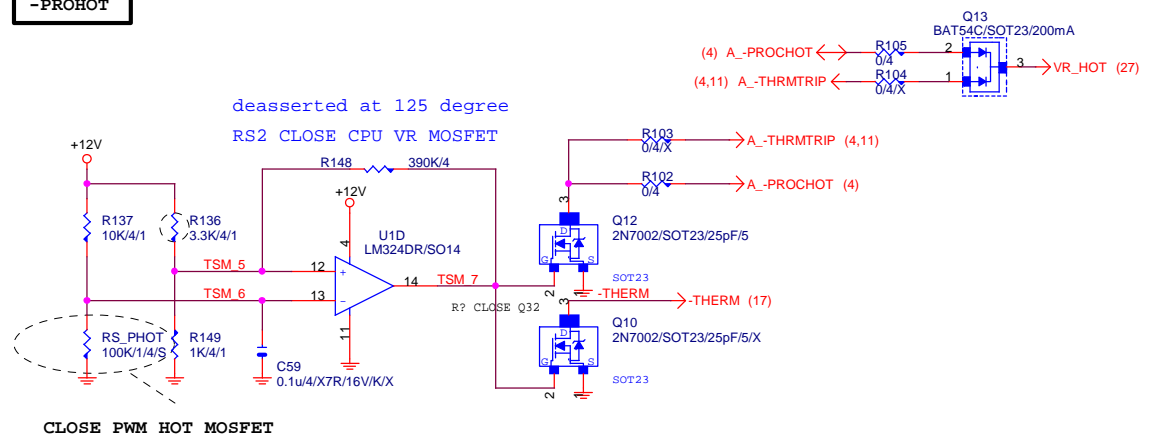 -PROHOT
Q13
BAT54C/SOT23/200mA
(4) A_-PROCHOT
R105
0/4
2
(4,11) A_-THRMTRIP
R104
0/4/X
1
3
VR_HOT (27)
deasserted at 125 degree
RS2 CLOSE CPU VR MOSFET
R103
0/4/X
A_-THRMTRIP (4,11)
+12V
R148
390K/4
R102
0/4
A_-PROCHOT (4)
+12V
R137
10K/4/1
R136
3.3K/4/1
U1D
LM324DR/SO14
4
3
D
G
S
Q12
2N7002/SOT23/25pF/5
TSM_5
12
+
14
TSM_7
SOT23
TSM_6
13
-
2
1
R? CLOSE Q32
-THERM
-THERM (17)
11
3
D
G
S
Q10
2N7002/SOT23/25pF/5/X
RS_PHOT
100K/1/4/S
R149
1K/4/1
C59
0.1u/4/X7R/16V/K/X
SOT23
2
1
CLOSE PWM HOT MOSFET